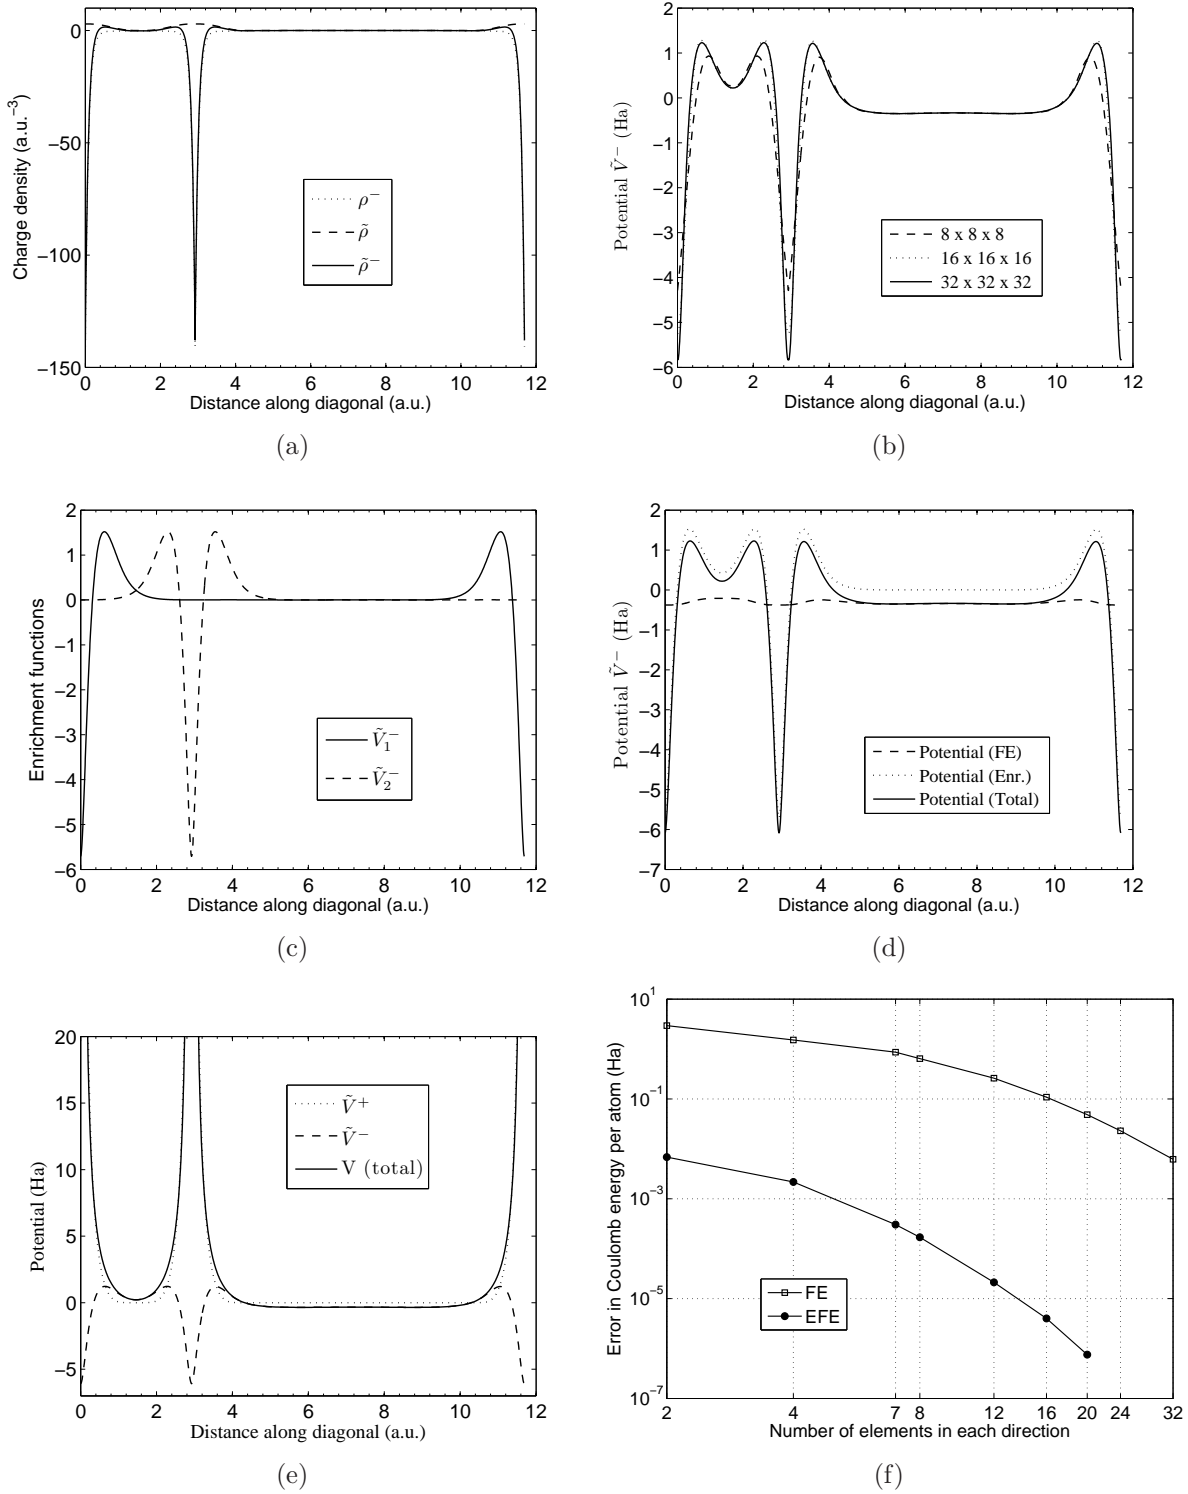 0
−50
−100
−150
Charge density (a.u.⁻³)
ρ⁻
ρ̃
ρ̃⁻
0 2 4 6 8 10 12
Distance along diagonal (a.u.)
(a)
2
1
0
−1
−2
−3
−4
−5
−6
Potential Ṽ⁻ (Ha)
8 x 8 x 8
16 x 16 x 16
32 x 32 x 32
0 2 4 6 8 10 12
Distance along diagonal (a.u.)
(b)
2
1
0
−1
−2
−3
−4
−5
−6
Enrichment functions
Ṽ₁⁻
Ṽ₂⁻
0 2 4 6 8 10 12
Distance along diagonal (a.u.)
(c)
2
1
0
−1
−2
−3
−4
−5
−6
−7
Potential Ṽ⁻ (Ha)
Potential (FE)
Potential (Enr.)
Potential (Total)
0 2 4 6 8 10 12
Distance along diagonal (a.u.)
(d)
20
15
10
5
0
−5
Potential (Ha)
Ṽ⁺
Ṽ⁻
V (total)
0 2 4 6 8 10 12
Distance along diagonal (a.u.)
(e)
10¹
10⁻¹
10⁻³
10⁻⁵
10⁻⁷
Error in Coulomb energy per atom (Ha)
FE
EFE
2 4 7 8 12 16 20 24 32
Number of elements in each direction
(f)